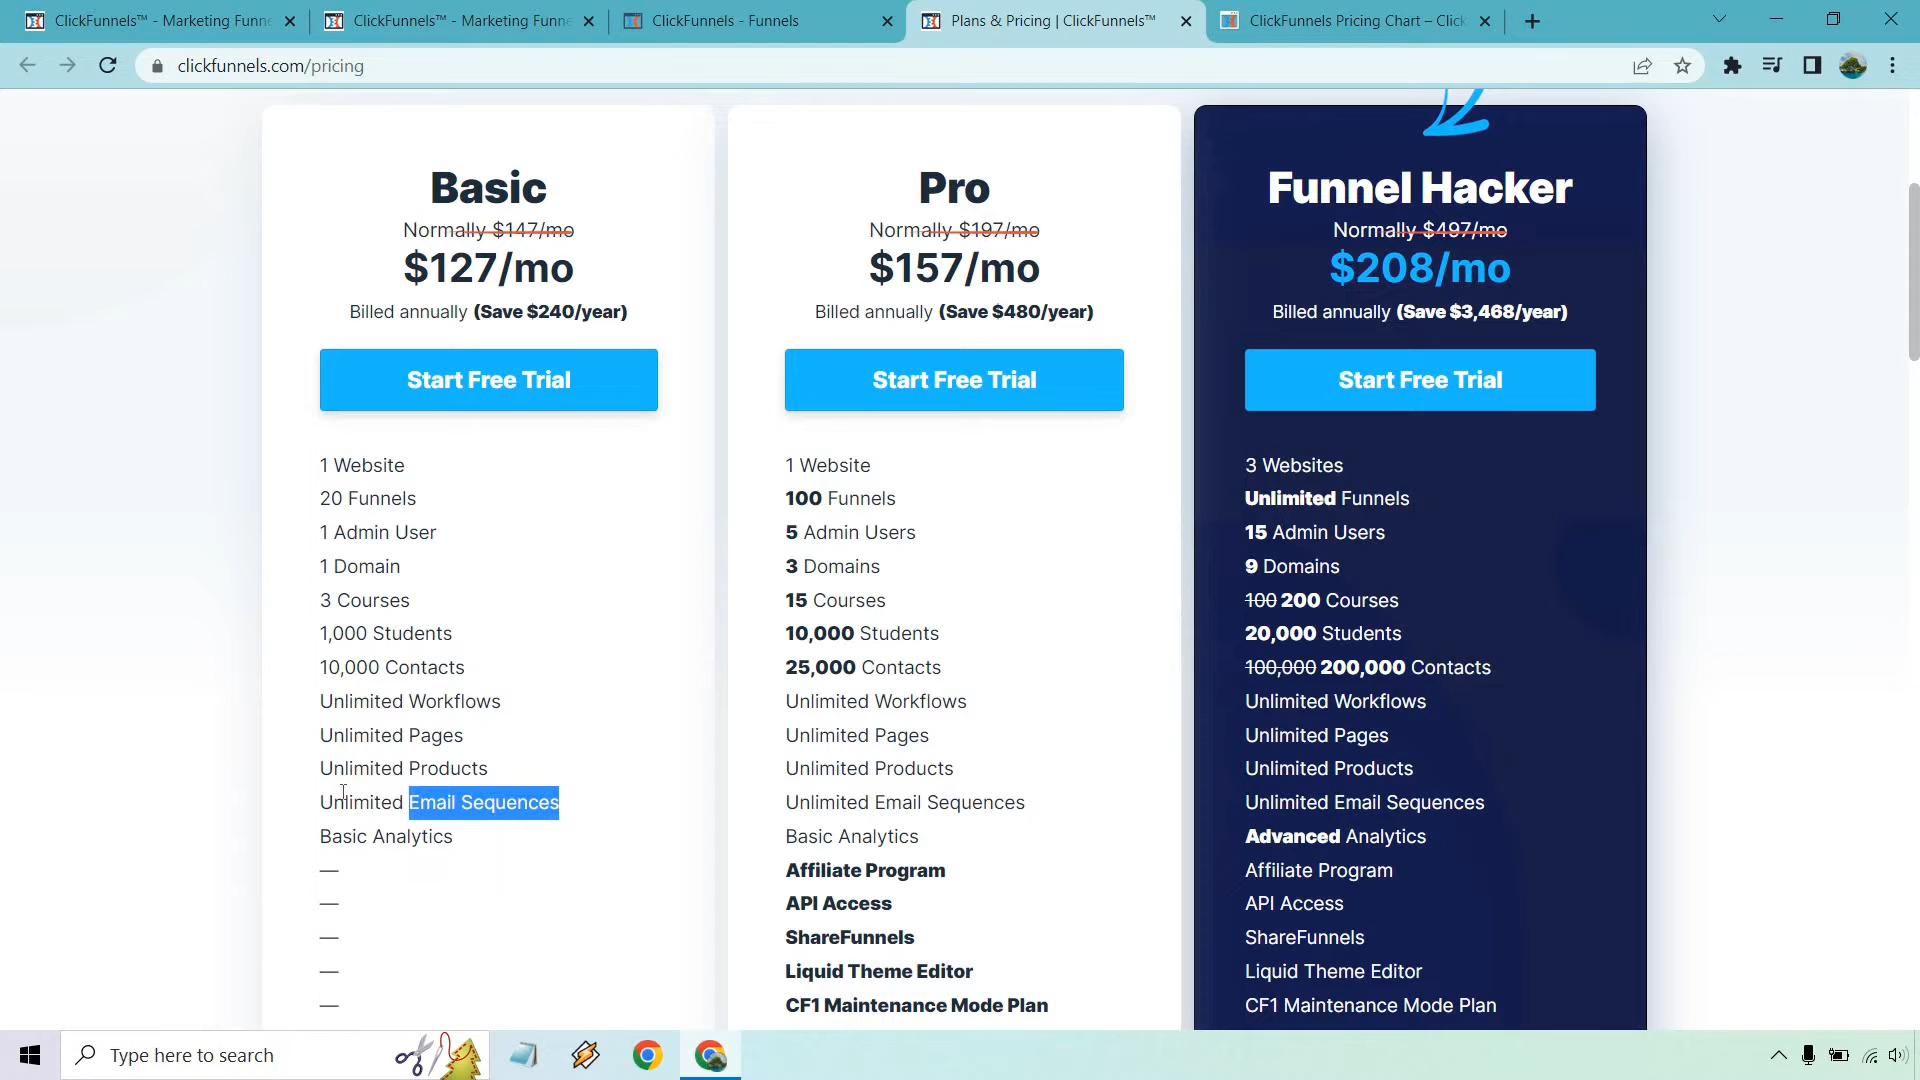 ClickFunnels™ - Marketing Funne
ClickFunnels™ - Marketing Funne
ClickFunnels - Funnels
Plans & Pricing | ClickFunnels™
ClickFunnels Pricing Chart – Click
clickfunnels.com/pricing
Basic
Normally $147/mo
$127/mo
Billed annually (Save $240/year)
Start Free Trial
1 Website
20 Funnels
1 Admin User
1 Domain
3 Courses
1,000 Students
10,000 Contacts
Unlimited Workflows
Unlimited Pages
Unlimited Products
Unlimited Email Sequences
Basic Analytics
—
—
—
—
—
Pro
Normally $197/mo
$157/mo
Billed annually (Save $480/year)
Start Free Trial
1 Website
100 Funnels
5 Admin Users
3 Domains
15 Courses
10,000 Students
25,000 Contacts
Unlimited Workflows
Unlimited Pages
Unlimited Products
Unlimited Email Sequences
Basic Analytics
Affiliate Program
API Access
ShareFunnels
Liquid Theme Editor
CF1 Maintenance Mode Plan
Funnel Hacker
Normally $497/mo
$208/mo
Billed annually (Save $3,468/year)
Start Free Trial
3 Websites
Unlimited Funnels
15 Admin Users
9 Domains
100 200 Courses
20,000 Students
100,000 200,000 Contacts
Unlimited Workflows
Unlimited Pages
Unlimited Products
Unlimited Email Sequences
Advanced Analytics
Affiliate Program
API Access
ShareFunnels
Liquid Theme Editor
CF1 Maintenance Mode Plan
Type here to search